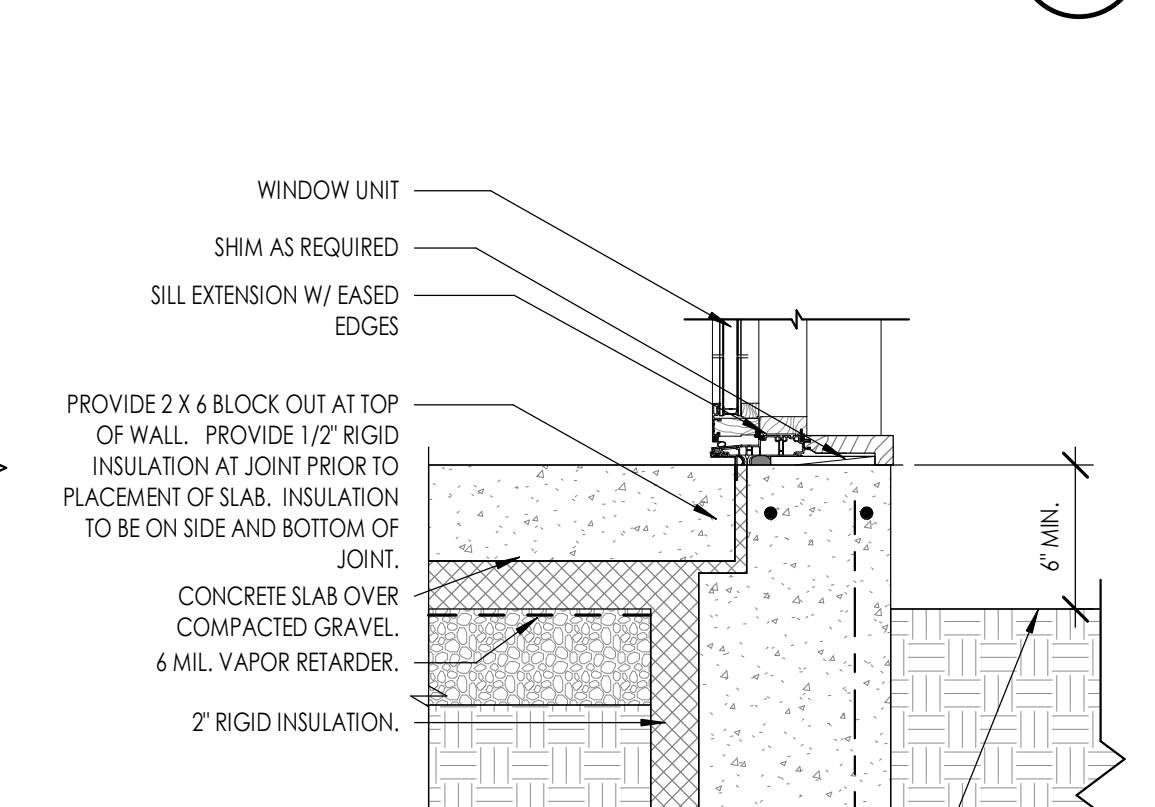 WINDOW UNIT
SHIM AS REQUIRED
SILL EXTENSION W/ EASED
EDGES
PROVIDE 2 X 6 BLOCK OUT AT TOP
OF WALL. PROVIDE 1/2" RIGID
INSULATION AT JOINT PRIOR TO
PLACEMENT OF SLAB. INSULATION
TO BE ON SIDE AND BOTTOM OF
JOINT.
CONCRETE SLAB OVER
COMPACTED GRAVEL.
6 MIL. VAPOR RETARDER.
2" RIGID INSULATION.
6" MIN.